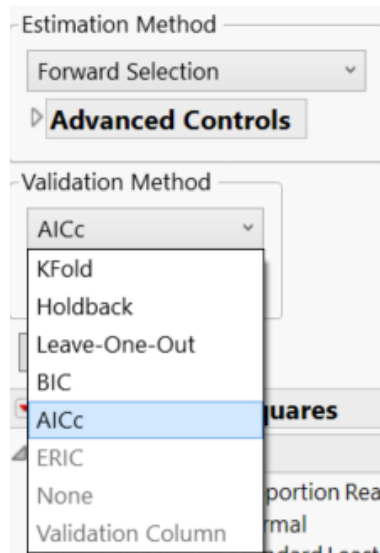 Estimation Method
Forward Selection
Advanced Controls
Validation Method
AICc
KFold
Holdback
Leave-One-Out
BIC
AICc
uares
ERIC
None
portion Rea
Validation Column
rmal